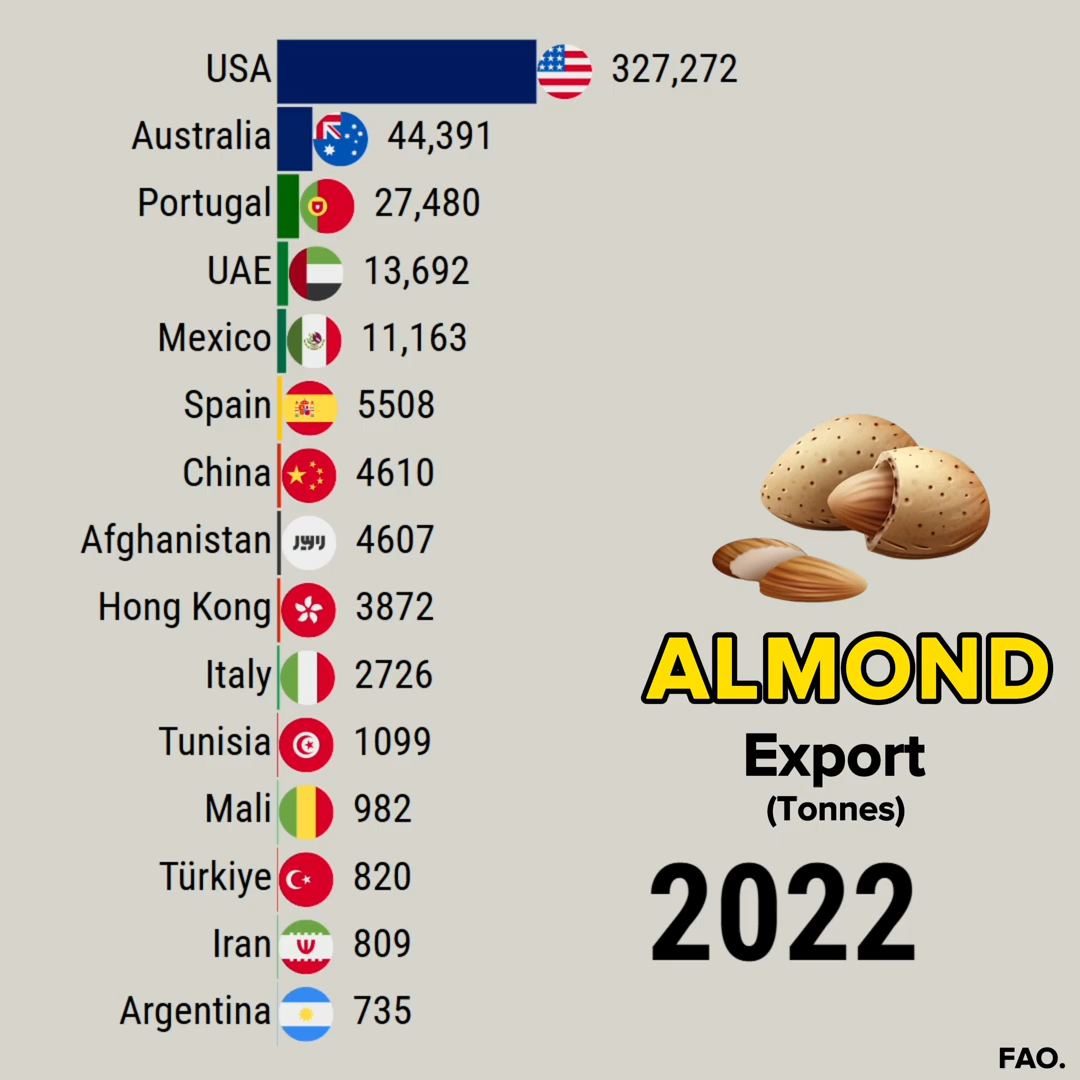 USA 327,272
Australia 44,391
Portugal 27,480
UAE 13,692
Mexico 11,163
Spain 5508
China 4610
Afghanistan 4607
Hong Kong 3872
Italy 2726
Tunisia 1099
Mali 982
Türkiye 820
Iran 809
Argentina 735
ALMOND
Export
(Tonnes)
2022
FAO.